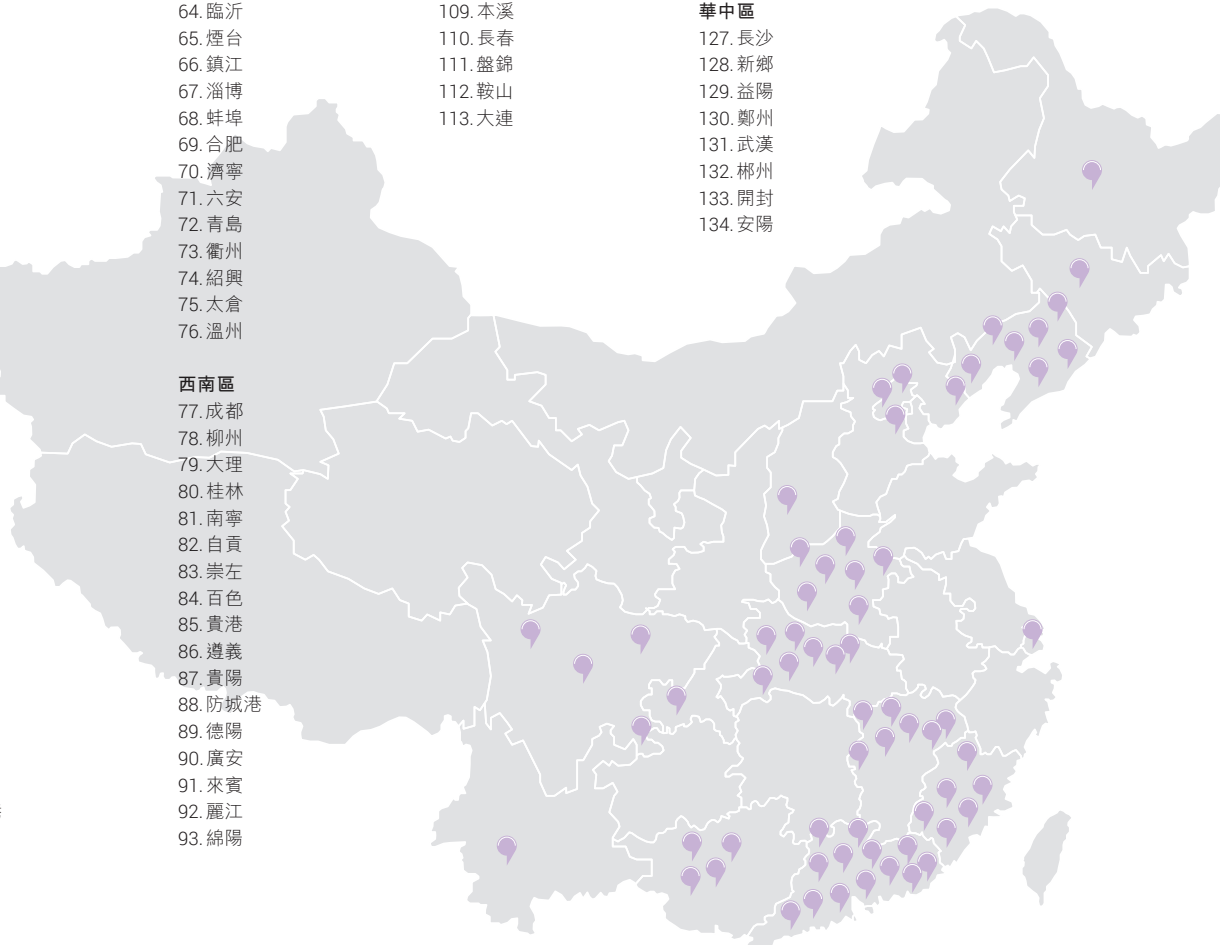 64. 臨沂
65. 煙台
66. 鎮江
67. 淄博
68. 蚌埠
69. 合肥
70. 濟寧
71. 六安
72. 青島
73. 衢州
74. 紹興
75. 太倉
76. 溫州
西南區
77. 成都
78. 柳州
79. 大理
80. 桂林
81. 南寧
82. 自貢
83. 崇左
84. 百色
85. 貴港
86. 遵義
87. 貴陽
88. 防城港
89. 德陽
90. 廣安
91. 來賓
92. 麗江
93. 綿陽
109. 本溪
110. 長春
111. 盤錦
112. 鞍山
113. 大連
華中區
127. 長沙
128. 新鄉
129. 益陽
130. 鄭州
131. 武漢
132. 郴州
133. 開封
134. 安陽